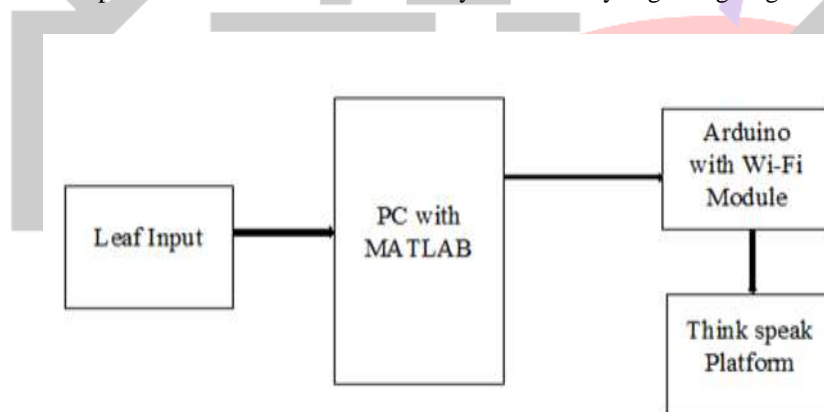 Leaf Input
PC with
MATLAB
Arduino
with Wi-Fi
Module
Think speak
Platform